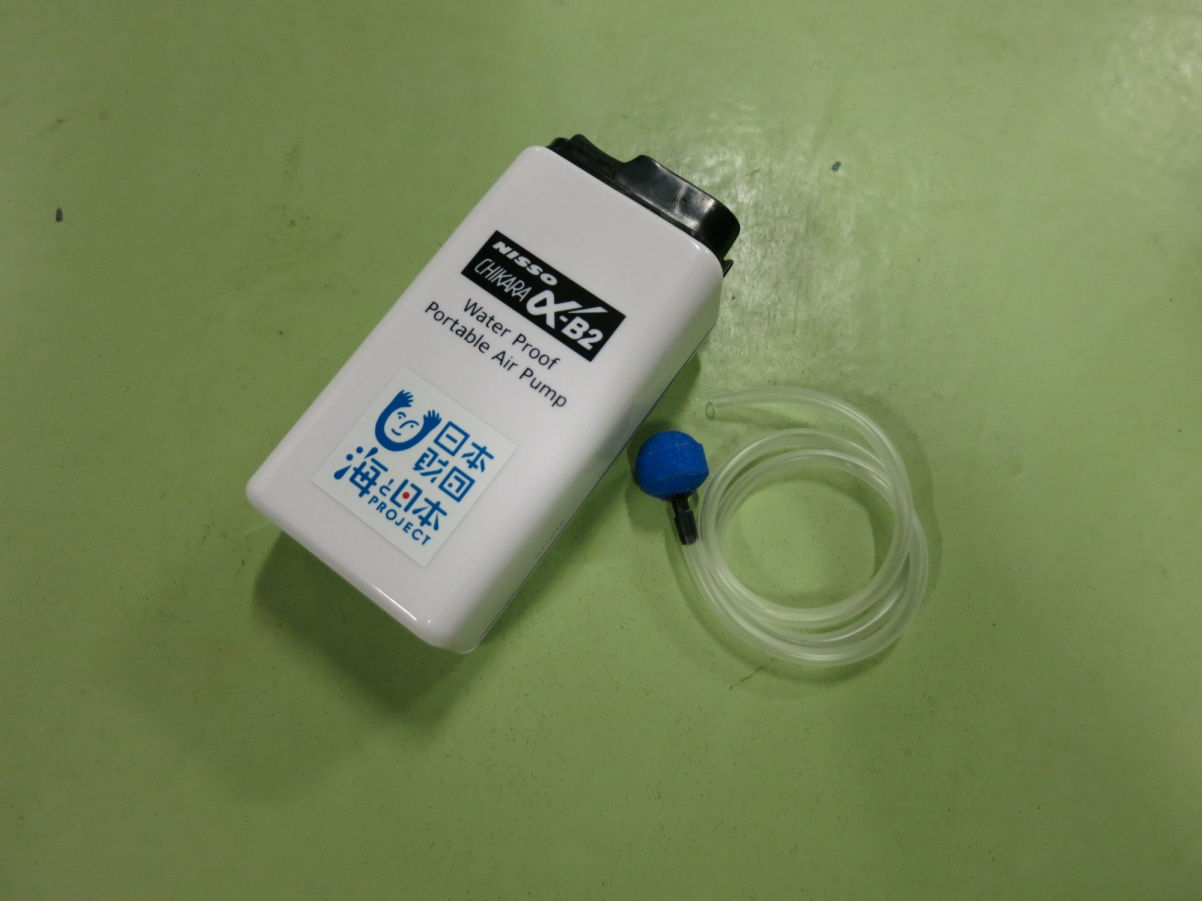 NISSO
CHIKARA α-B2
Water Proof
Portable Air Pump
日本
財団
海と日本
PROJECT